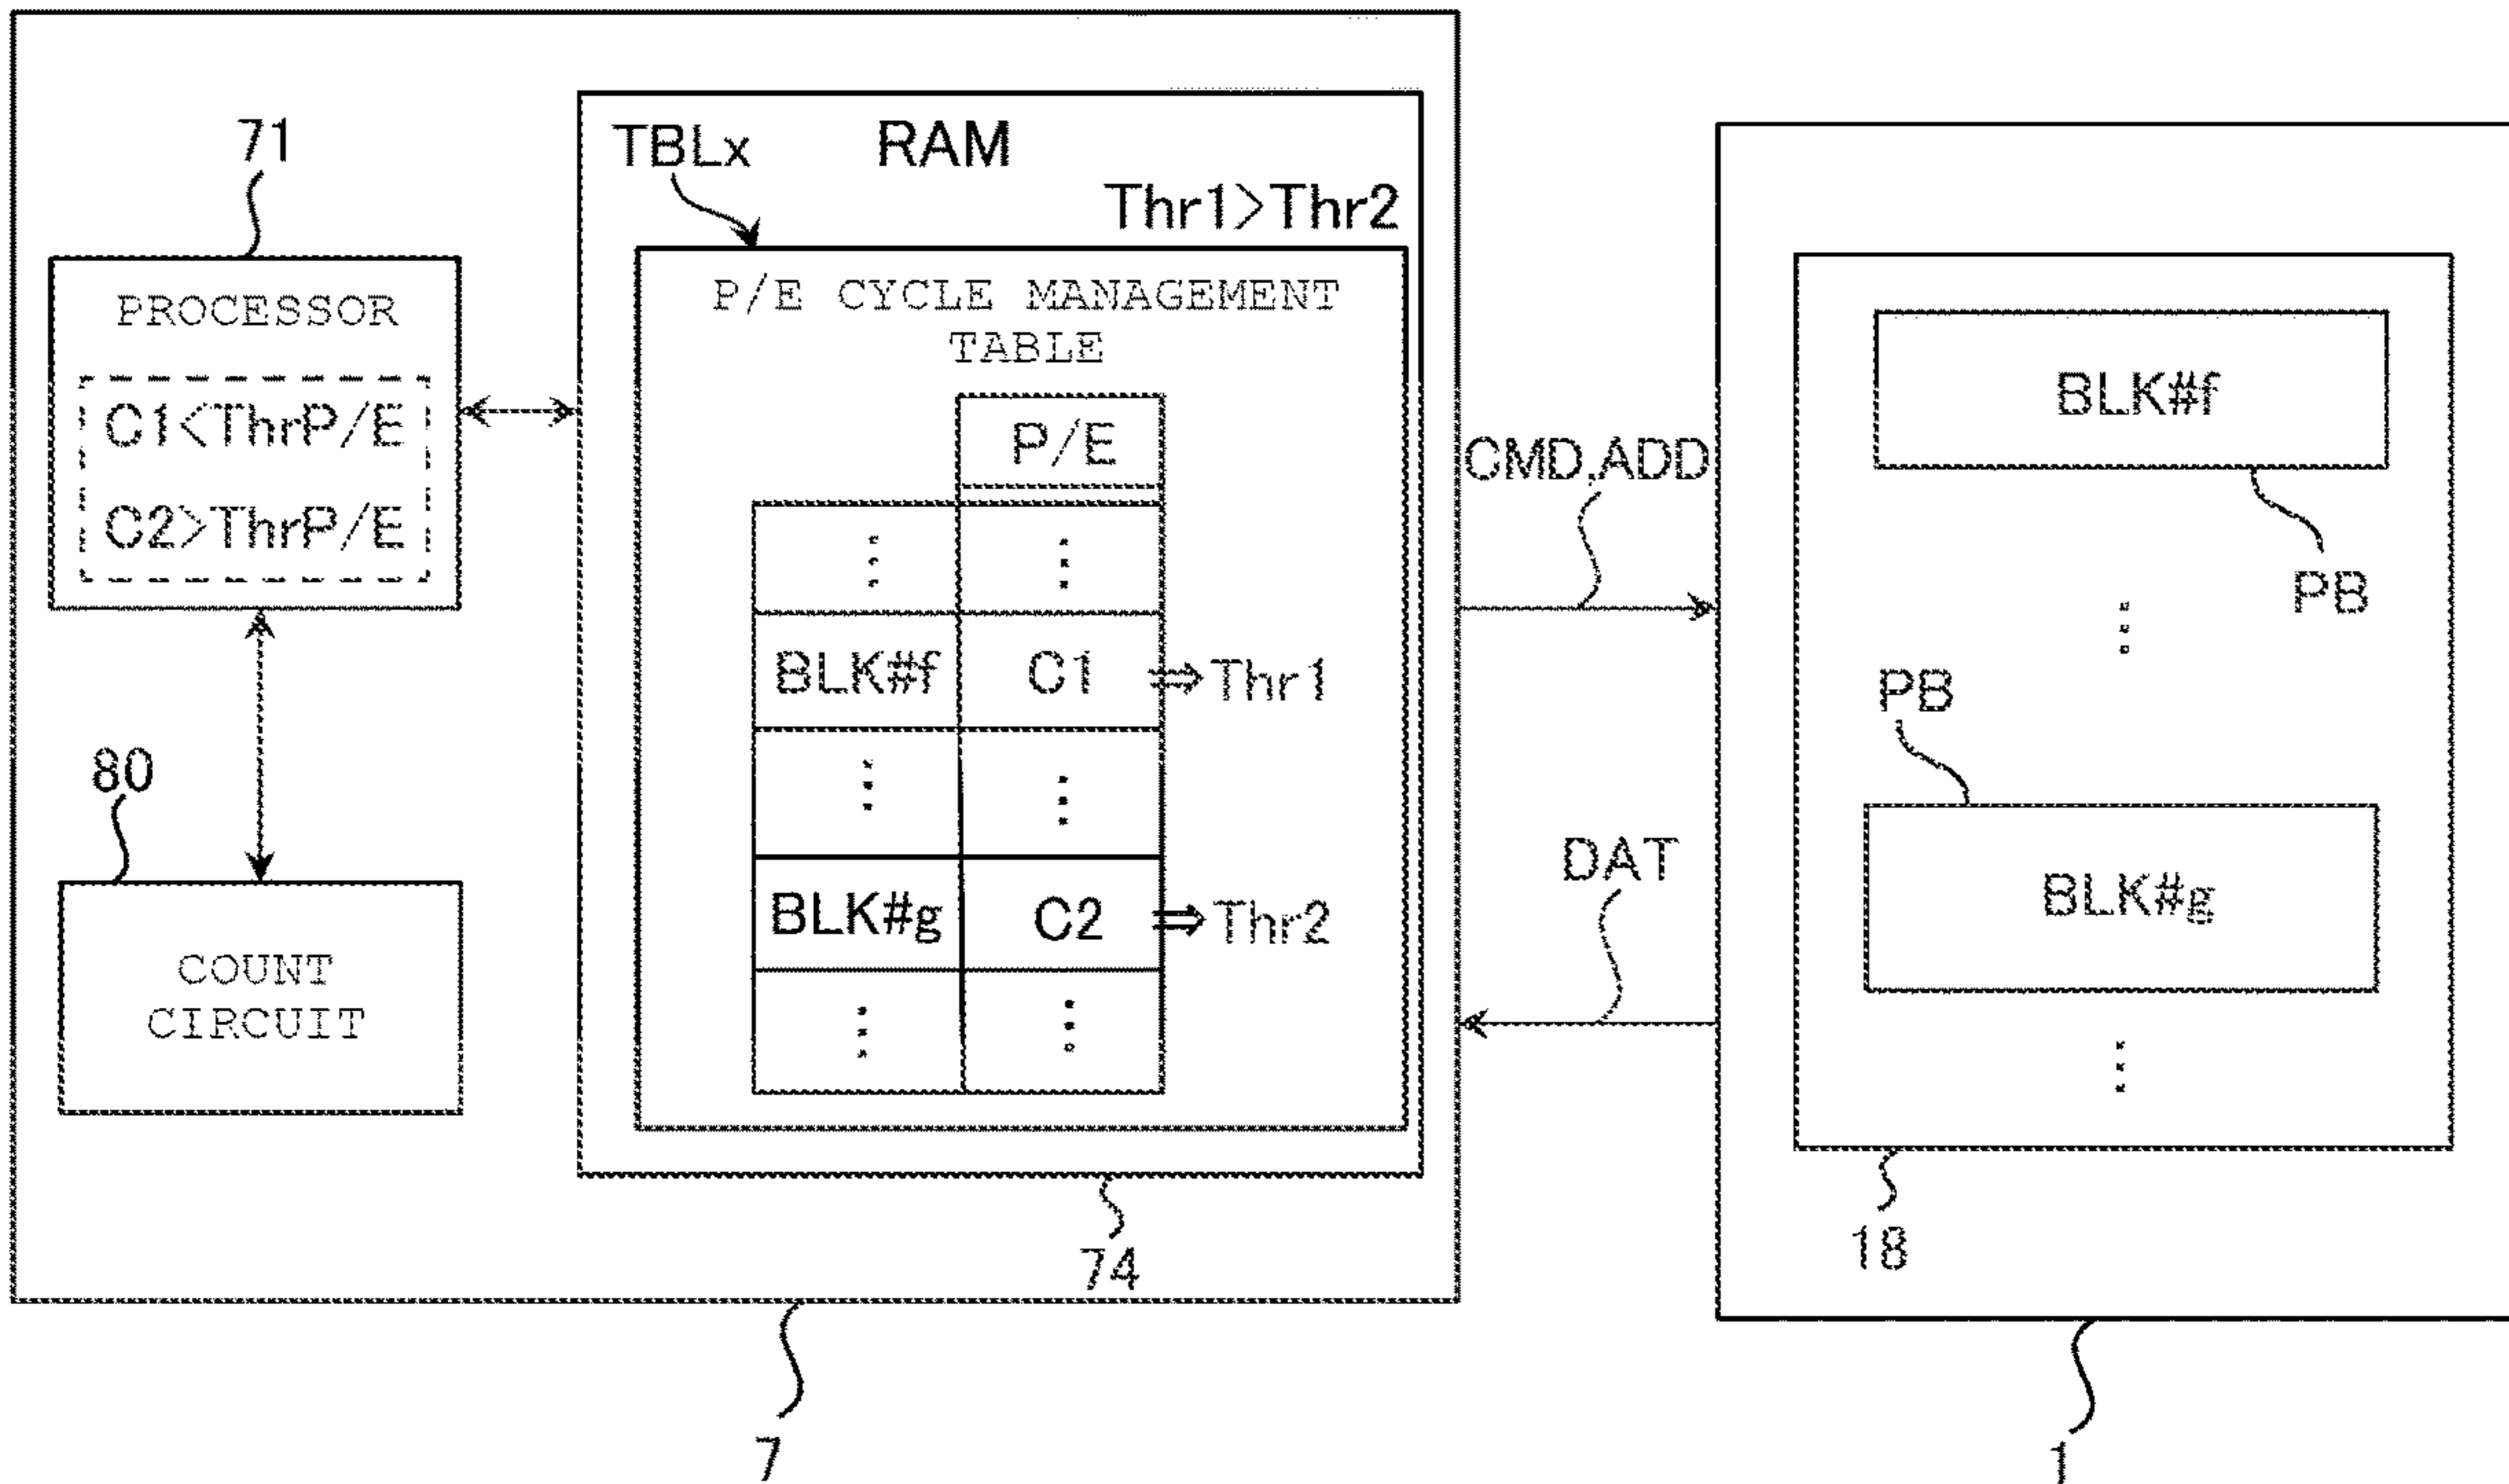 71
PROCESSOR
C1<ThrP/E
C2>ThrP/E
80
COUNT
CIRCUIT
TBLx
RAM
Thr1>Thr2
P/E CYCLE MANAGEMENT
TABLE
P/E
BLK#f C1 ⇒Thr1
BLK#g C2 ⇒Thr2
74
7
CMD,ADD
DAT
BLK#f
PB
PB
BLK#g
18
1